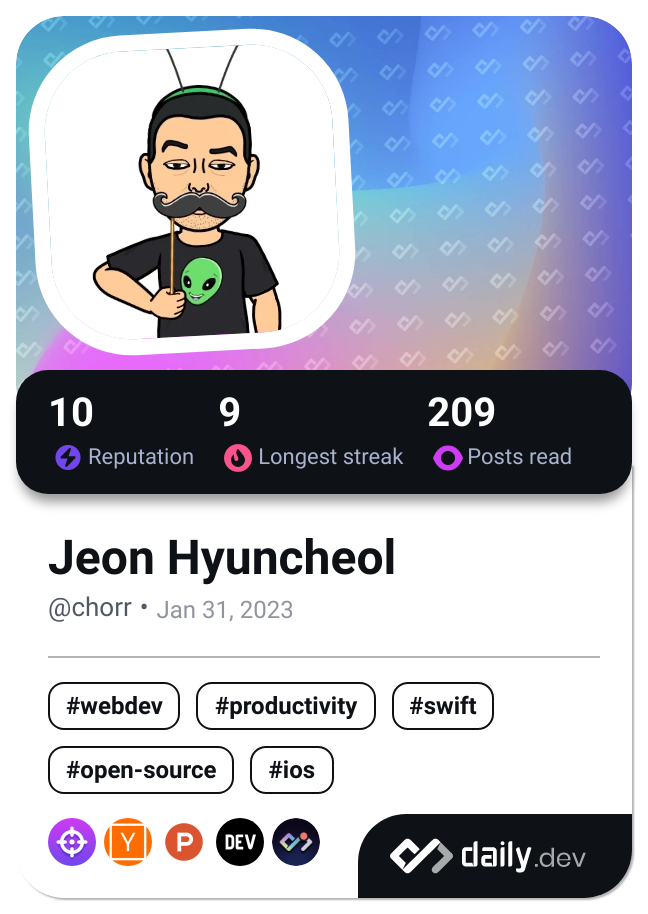 10 9 209
Reputation Longest streak Posts read
Jeon Hyuncheol
@chorr • Jan 31, 2023
#webdev #productivity #swift
#open-source #ios
Y P DEV daily.dev